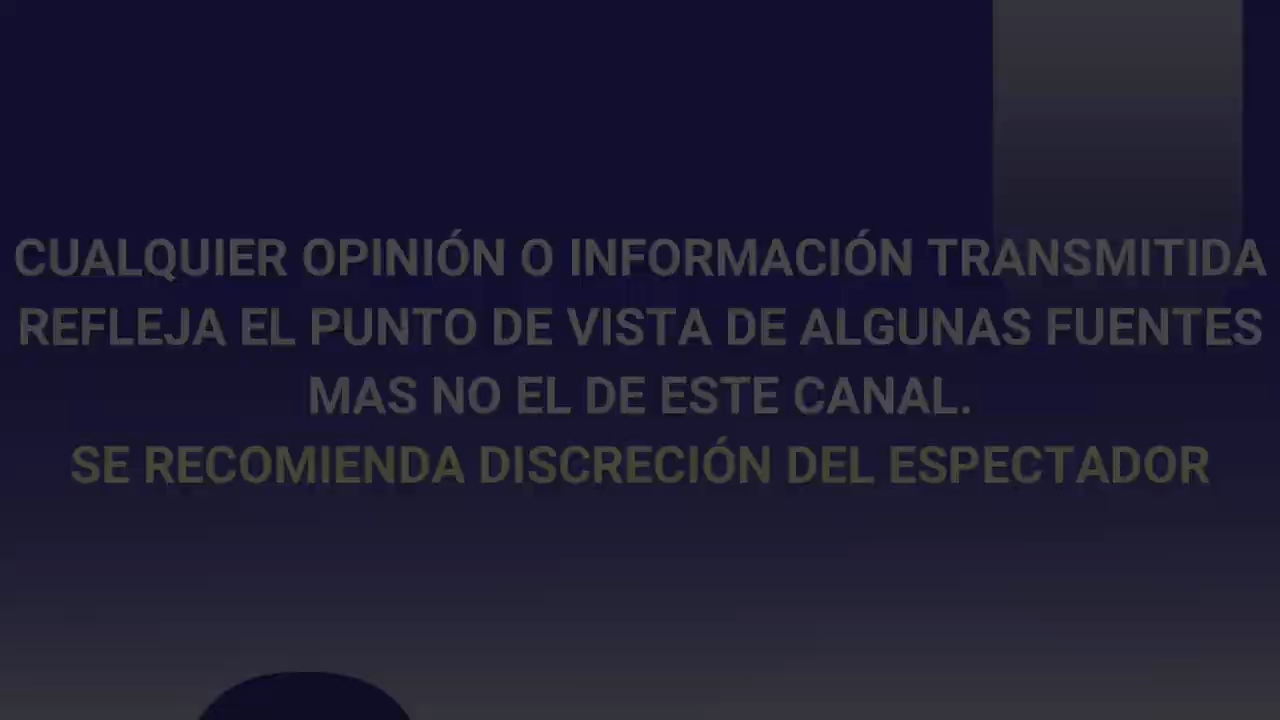 CUALQUIER OPINIÓN O INFORMACIÓN TRANSMITIDA
REFLEJA EL PUNTO DE VISTA DE ALGUNAS FUENTES
MAS NO EL DE ESTE CANAL.
SE RECOMIENDA DISCRECIÓN DEL ESPECTADOR